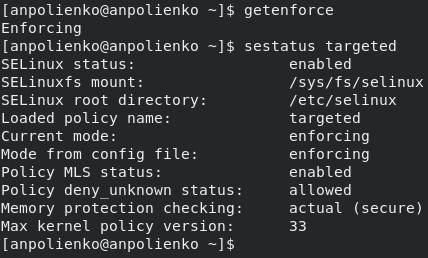 [anpolienko@anpolienko ~]$ getenforce
Enforcing
[anpolienko@anpolienko ~]$ sestatus targeted
SELinux status:                 enabled
SELinuxfs mount:                /sys/fs/selinux
SELinux root directory:         /etc/selinux
Loaded policy name:             targeted
Current mode:                   enforcing
Mode from config file:          enforcing
Policy MLS status:              enabled
Policy deny_unknown status:     allowed
Memory protection checking:     actual (secure)
Max kernel policy version:      33
[anpolienko@anpolienko ~]$